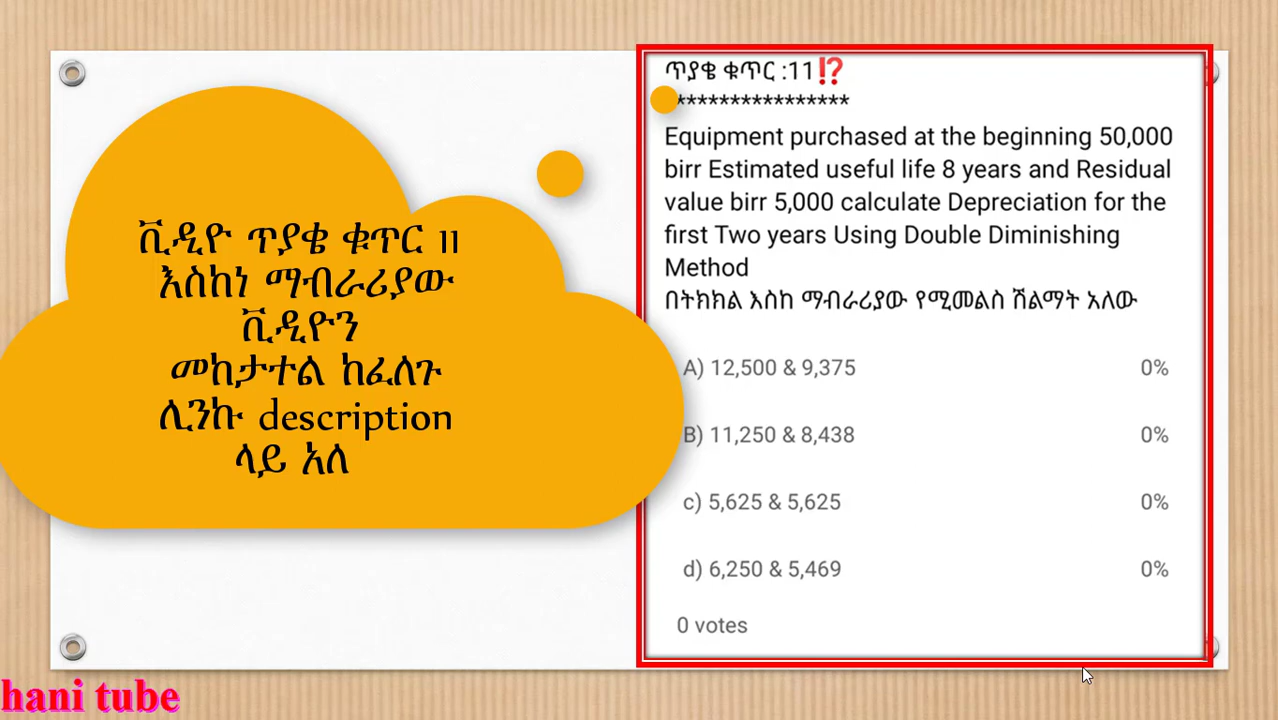 ቪዲዮ ጥያቄ ቁጥር 11
እስከነ ማብራሪያው
ቪዲዮን
መከታተል ከፈለጉ
ሊንኩ description
ላይ አለ
ጥያቄ ቁጥር :11⁉️
****************
Equipment purchased at the beginning 50,000
birr Estimated useful life 8 years and Residual
value birr 5,000 calculate Depreciation for the
first Two years Using Double Diminishing
Method
በትክክል እስከ ማብራሪያው የሚመልስ ሽልማት አለው
A) 12,500 & 9,375 0%
B) 11,250 & 8,438 0%
c) 5,625 & 5,625 0%
d) 6,250 & 5,469 0%
0 votes
hani tube